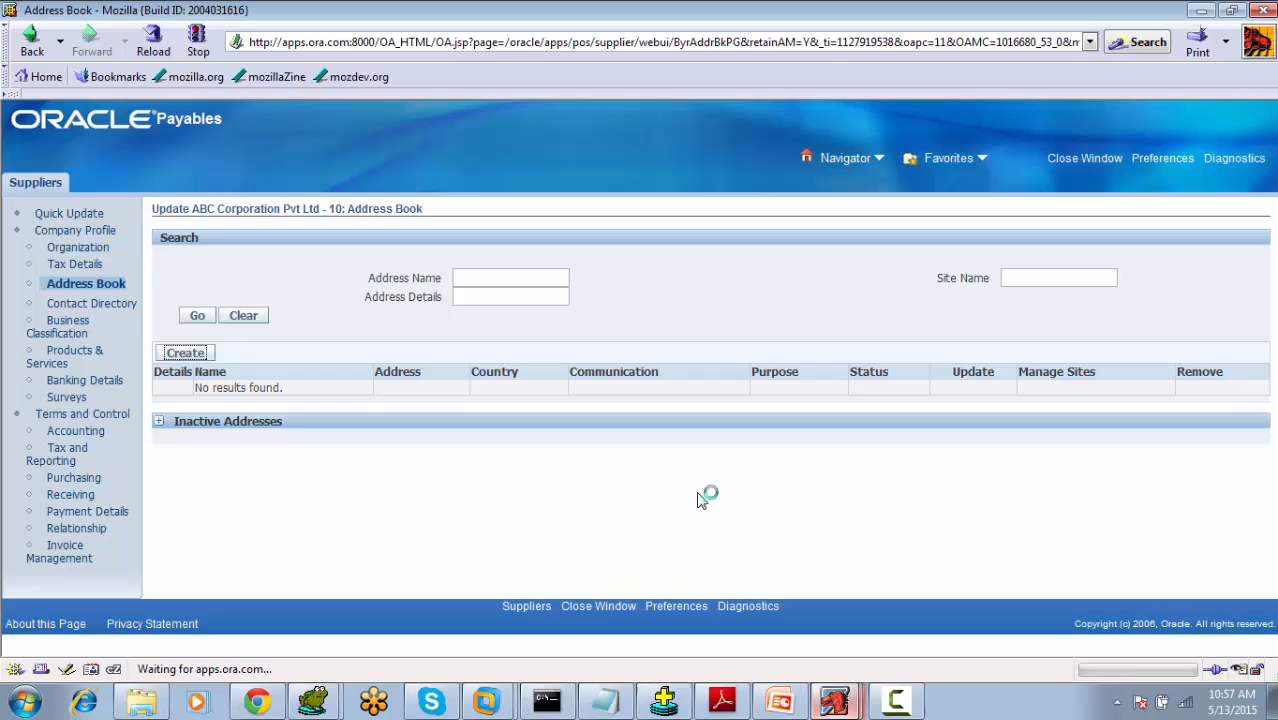 Address Book - Mozilla {Build ID: 2004031616}
Back
Forward
Reload
Stop
http://apps.ora.com:8000/OA_HTML/OA.jsp?page=/oracle/apps/pos/supplier/webui/ByrAddrBkPG&retainAM=Y&_ti=1127919538&oapc=11&OAMC=1016680_53_0&m
Search
Print
Home
Bookmarks
mozilla.org
mozillaZine
mozdev.org
ORACLE Payables
Navigator
Favorites
Close Window
Preferences
Diagnostics
Suppliers
Quick Update
Company Profile
Organization
Tax Details
Address Book
Contact Directory
Business
Classification
Products &
Services
Banking Details
Surveys
Terms and Control
Accounting
Tax and
Reporting
Purchasing
Receiving
Payment Details
Relationship
Invoice
Management
Update ABC Corporation Pvt Ltd - 10: Address Book
Search
Address Name
Site Name
Address Details
Go
Clear
Create
Details Name Address Country Communication Purpose Status Update Manage Sites Remove
No results found.
Inactive Addresses
Suppliers Close Window Preferences Diagnostics
About this Page
Privacy Statement
Copyright (c) 2006, Oracle. All rights reserved.
Waiting for apps.ora.com...
10:57 AM
5/13/2015